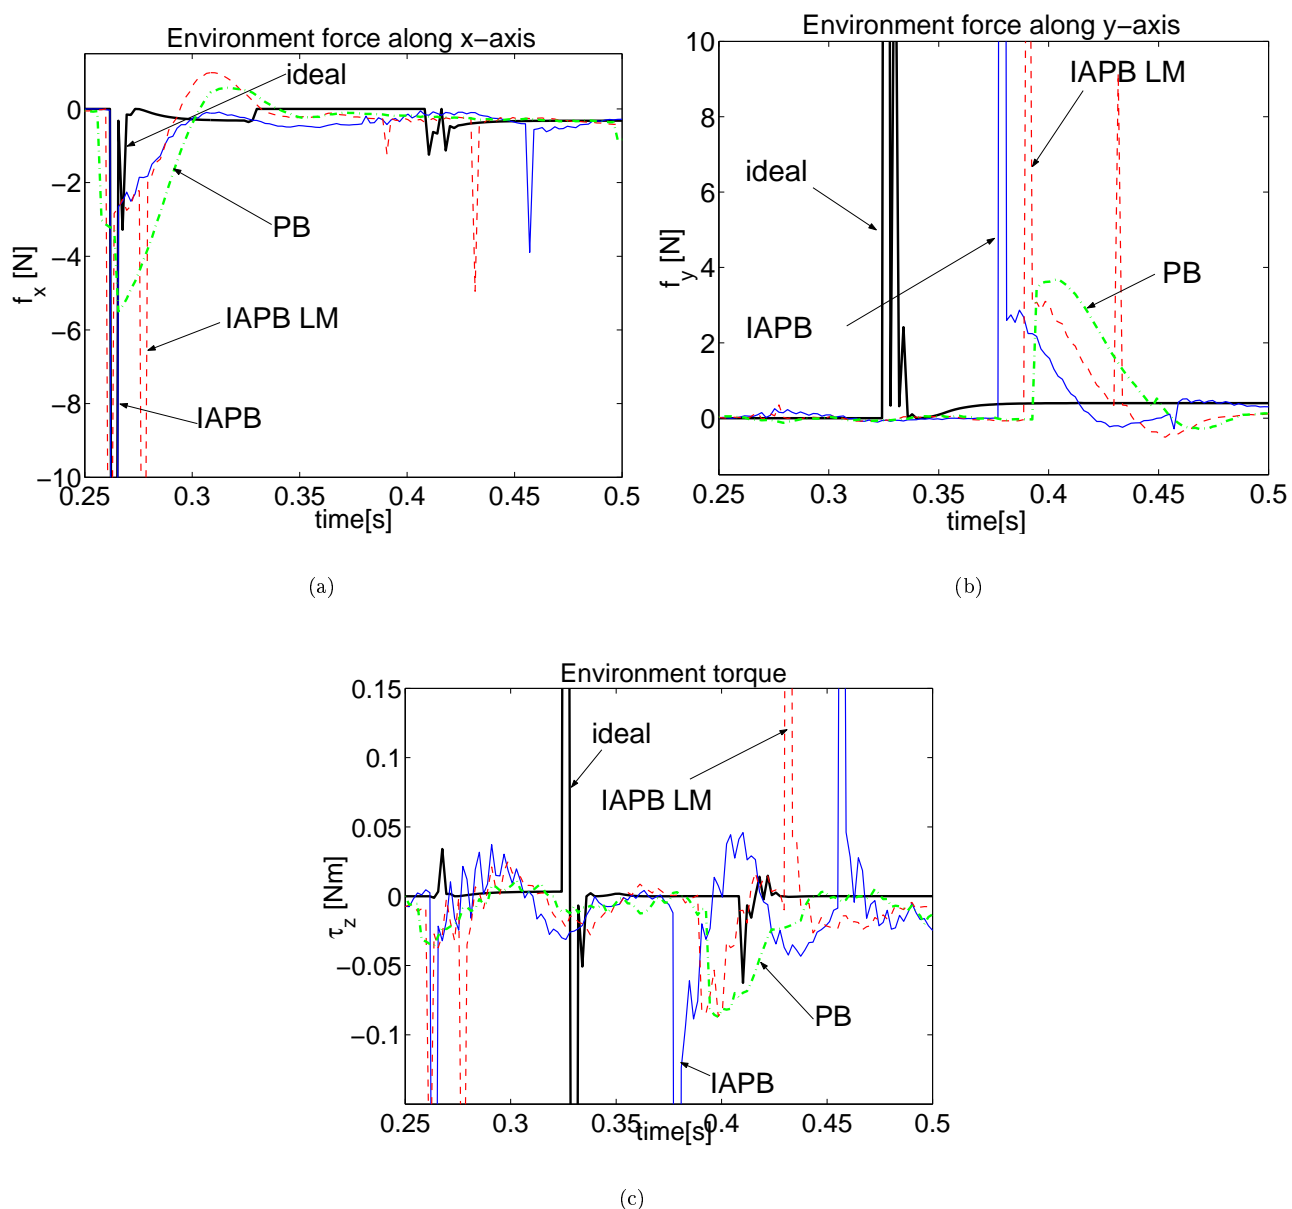 Environment force along x−axis
ideal
PB
IAPB LM
IAPB
f_x [N]
0
−2
−4
−6
−8
−10
0.25
0.3
0.35
0.4
0.45
0.5
time[s]
(a)
Environment force along y−axis
IAPB LM
ideal
PB
IAPB
f_y [N]
10
8
6
4
2
0
0.25
0.3
0.35
0.4
0.45
0.5
time[s]
(b)
Environment torque
ideal
IAPB LM
PB
IAPB
τ_z [Nm]
0.15
0.1
0.05
0
−0.05
−0.1
0.25
0.3
0.35
0.4
0.45
0.5
time[s]
(c)